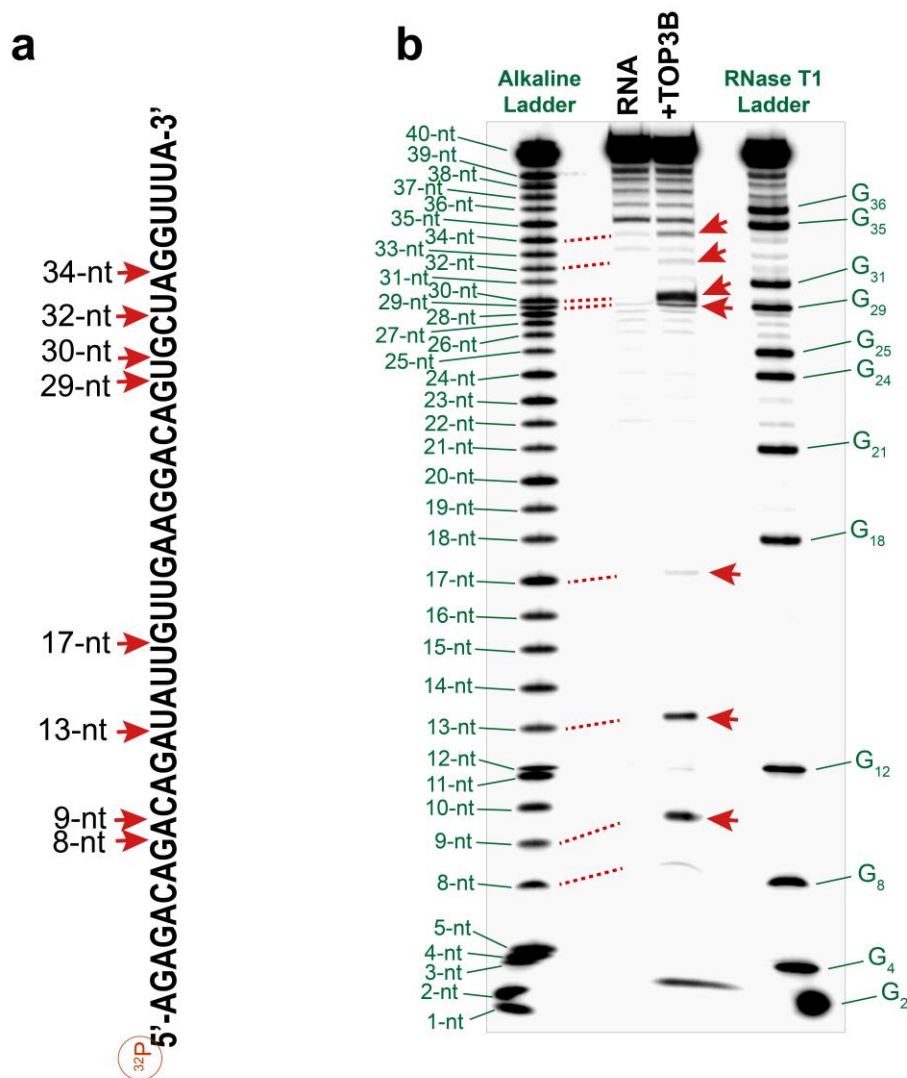 a
34-nt
32-nt
30-nt
29-nt
17-nt
13-nt
9-nt
8-nt
5’-AGAGACAGACAGAUAUUGUUGAAGGACAGUGCUAGGUUUA-3’
32P
b
Alkaline
Ladder
RNA
+TOP3B
RNase T1
Ladder
40-nt
39-nt
38-nt
37-nt
36-nt
35-nt
34-nt
33-nt
32-nt
31-nt
30-nt
29-nt
28-nt
27-nt
26-nt
25-nt
24-nt
23-nt
22-nt
21-nt
20-nt
19-nt
18-nt
17-nt
16-nt
15-nt
14-nt
13-nt
12-nt
11-nt
10-nt
9-nt
8-nt
5-nt
4-nt
3-nt
2-nt
1-nt
G36
G35
G31
G29
G25
G24
G21
G18
G12
G8
G4
G2